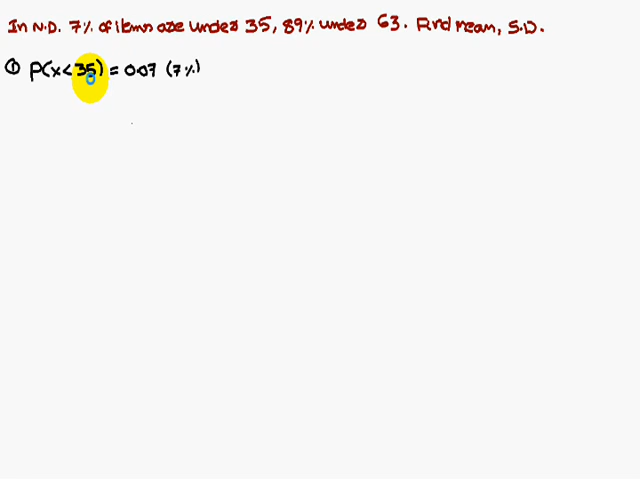 In N.D. 7% of items are under 35, 89% under 63. Find mean, S.D.
① P(x < 35) = 0.07 (7%)